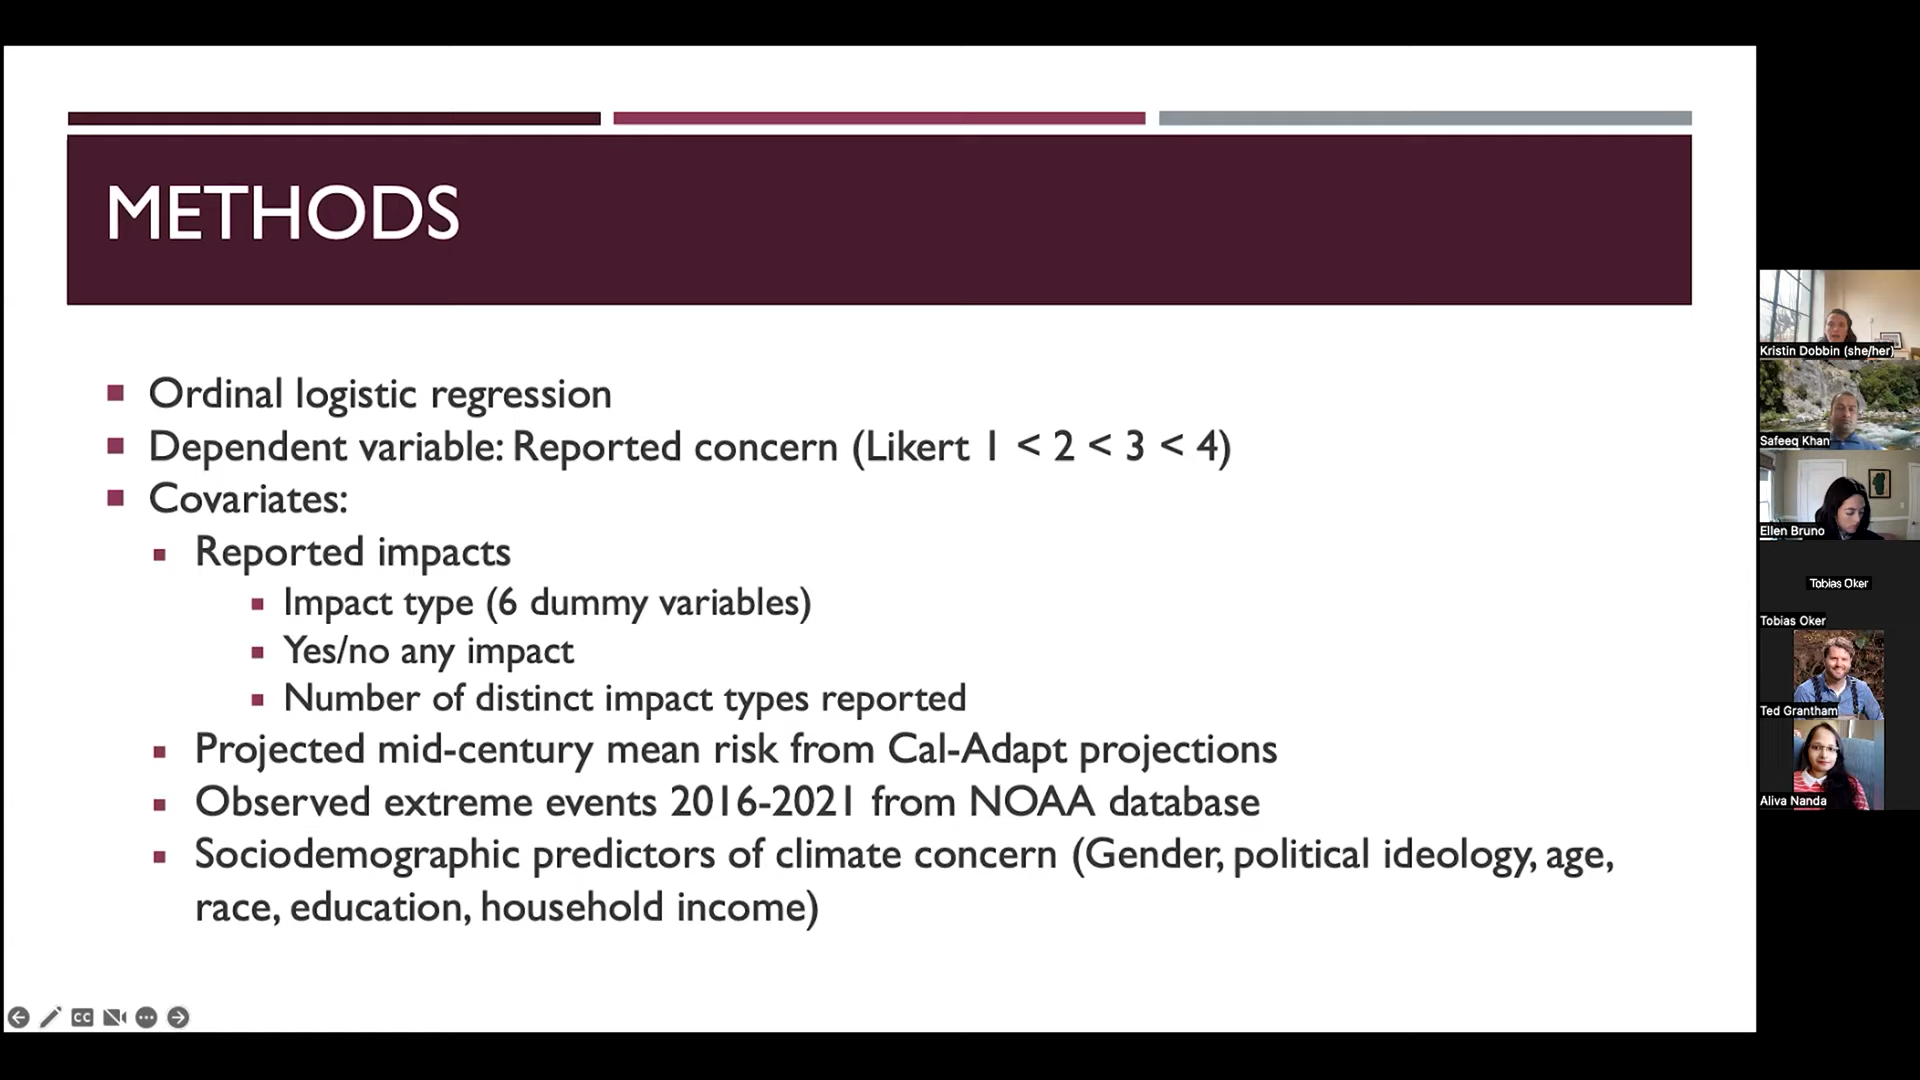 METHODS
Ordinal logistic regression
Dependent variable: Reported concern (Likert 1 < 2 < 3 < 4)
Covariates:
Reported impacts
Impact type (6 dummy variables)
Yes/no any impact
Number of distinct impact types reported
Projected mid-century mean risk from Cal-Adapt projections
Observed extreme events 2016-2021 from NOAA database
Sociodemographic predictors of climate concern (Gender, political ideology, age,
race, education, household income)
CC
Kristin Dobbin (she/her)
Safeeq Khan
Ellen Bruno
Tobias Oker
Tobias Oker
Ted Grantham
Aliva Nanda